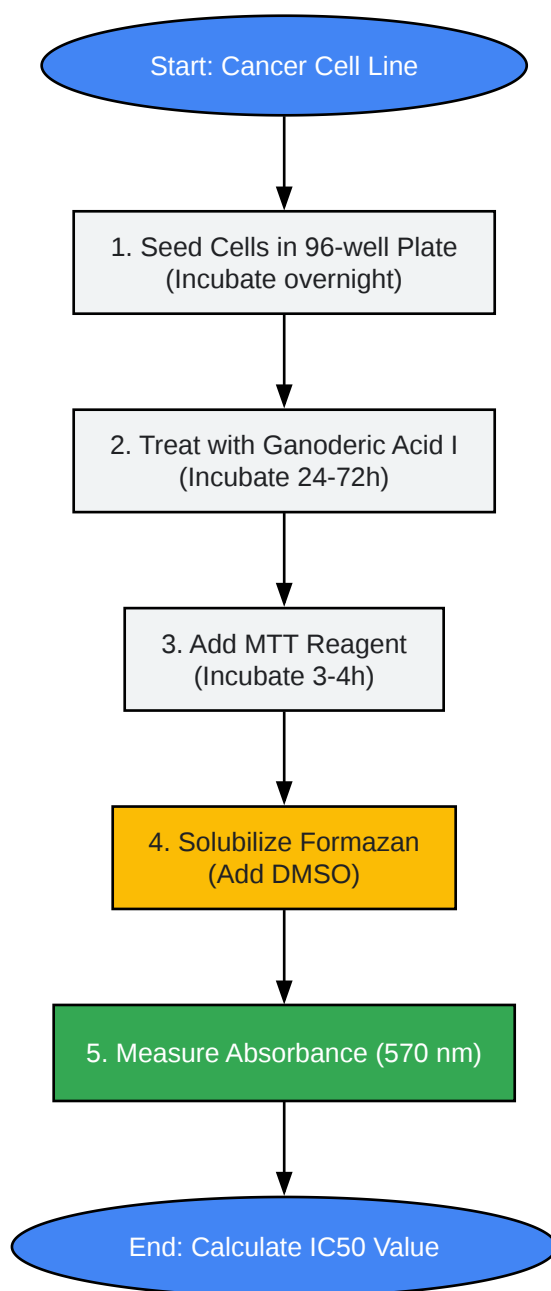 Start: Cancer Cell Line
1. Seed Cells in 96-well Plate
(Incubate overnight)
2. Treat with Ganoderic Acid I
(Incubate 24-72h)
3. Add MTT Reagent
(Incubate 3-4h)
4. Solubilize Formazan
(Add DMSO)
5. Measure Absorbance (570 nm)
End: Calculate IC50 Value